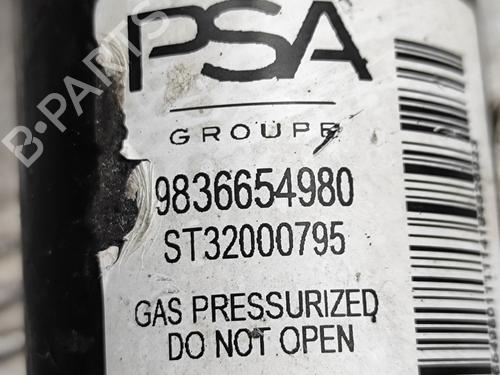 PSA
GROUPE
9836654980
ST32000795
GAS PRESSURIZED
DO NOT OPEN
B-PARTS